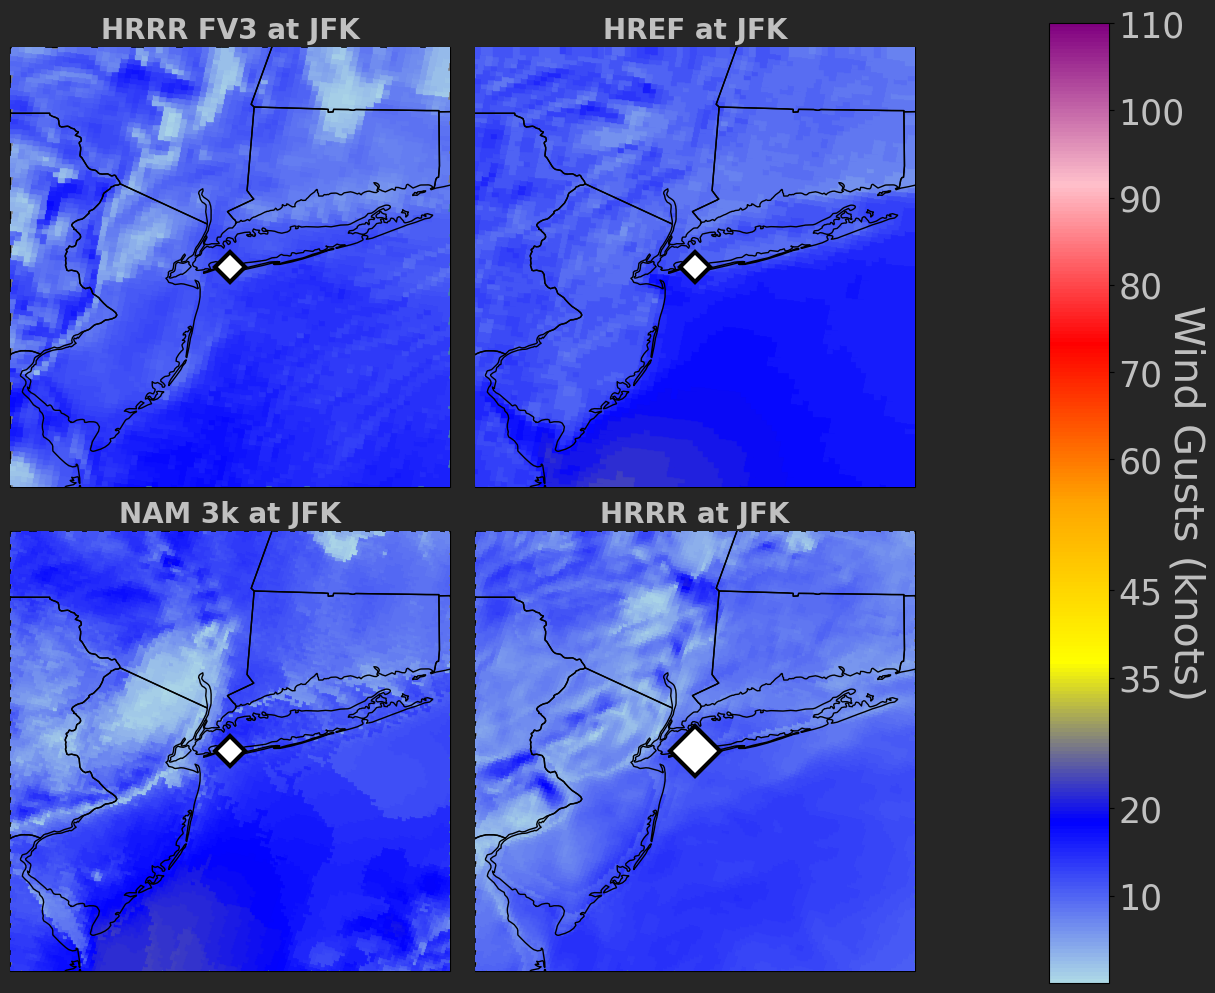 HRRR FV3 at JFK
HREF at JFK
NAM 3k at JFK
HRRR at JFK
110
100
90
80
70
60
45
35
20
10
Wind Gusts (knots)